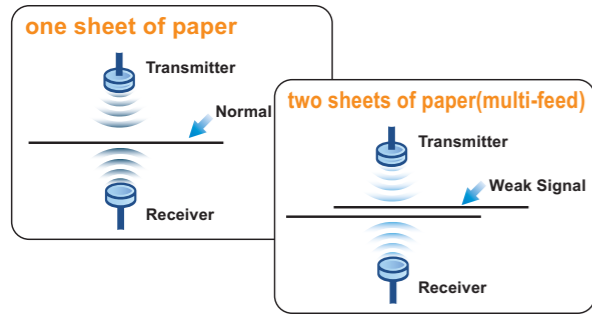 one sheet of paper
Transmitter
Normal
Receiver
two sheets of paper(multi-feed)
Transmitter
Weak Signal
Receiver